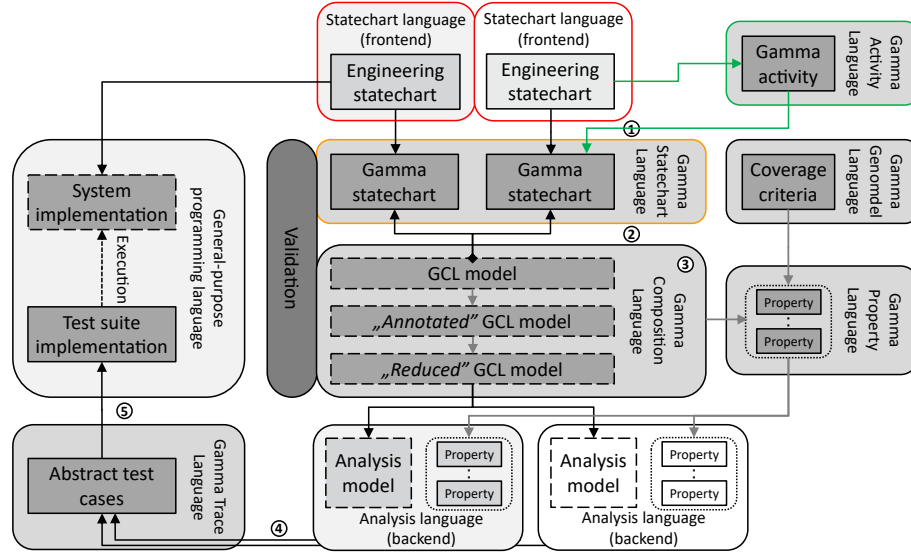 Statechart language
(frontend)
Engineering
statechart
Statechart language
(frontend)
Engineering
statechart
Gamma
activity
Gamma
Activity
Language
①
System
implementation
Execution
Test suite
implementation
General-purpose
programming language
Validation
Gamma
statechart
Gamma
statechart
Gamma
Statechart
Language
Coverage
criteria
Gamma
Genomdel
Language
②
③
GCL model
„Annotated” GCL model
„Reduced” GCL model
Gamma
Composition
Language
Property
Property
Gamma
Property
Language
⑤
Abstract test
cases
Gamma Trace
Language
④
Analysis
model
Property
Property
Analysis language
(backend)
Analysis
model
Property
Property
Analysis language
(backend)